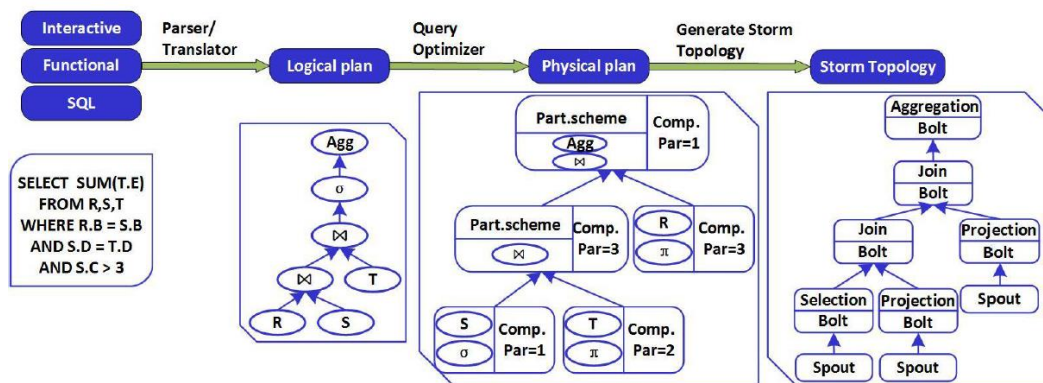 Interactive
Functional
SQL
Parser/
Translator
Logical plan
Query
Optimizer
Physical plan
Generate Storm
Topology
Storm Topology
SELECT SUM(T.E)
FROM R,S,T
WHERE R.B = S.B
AND S.D = T.D
AND S.C > 3
Agg
σ
⋈
⋈
T
R
S
Part.scheme
Agg
⋈
Comp.
Par=1
Part.scheme
⋈
Comp.
Par=3
R
π
Comp.
Par=3
S
σ
Comp.
Par=1
T
π
Comp.
Par=2
Aggregation
Bolt
Join
Bolt
Join
Bolt
Projection
Bolt
Selection
Bolt
Projection
Bolt
Spout
Spout
Spout